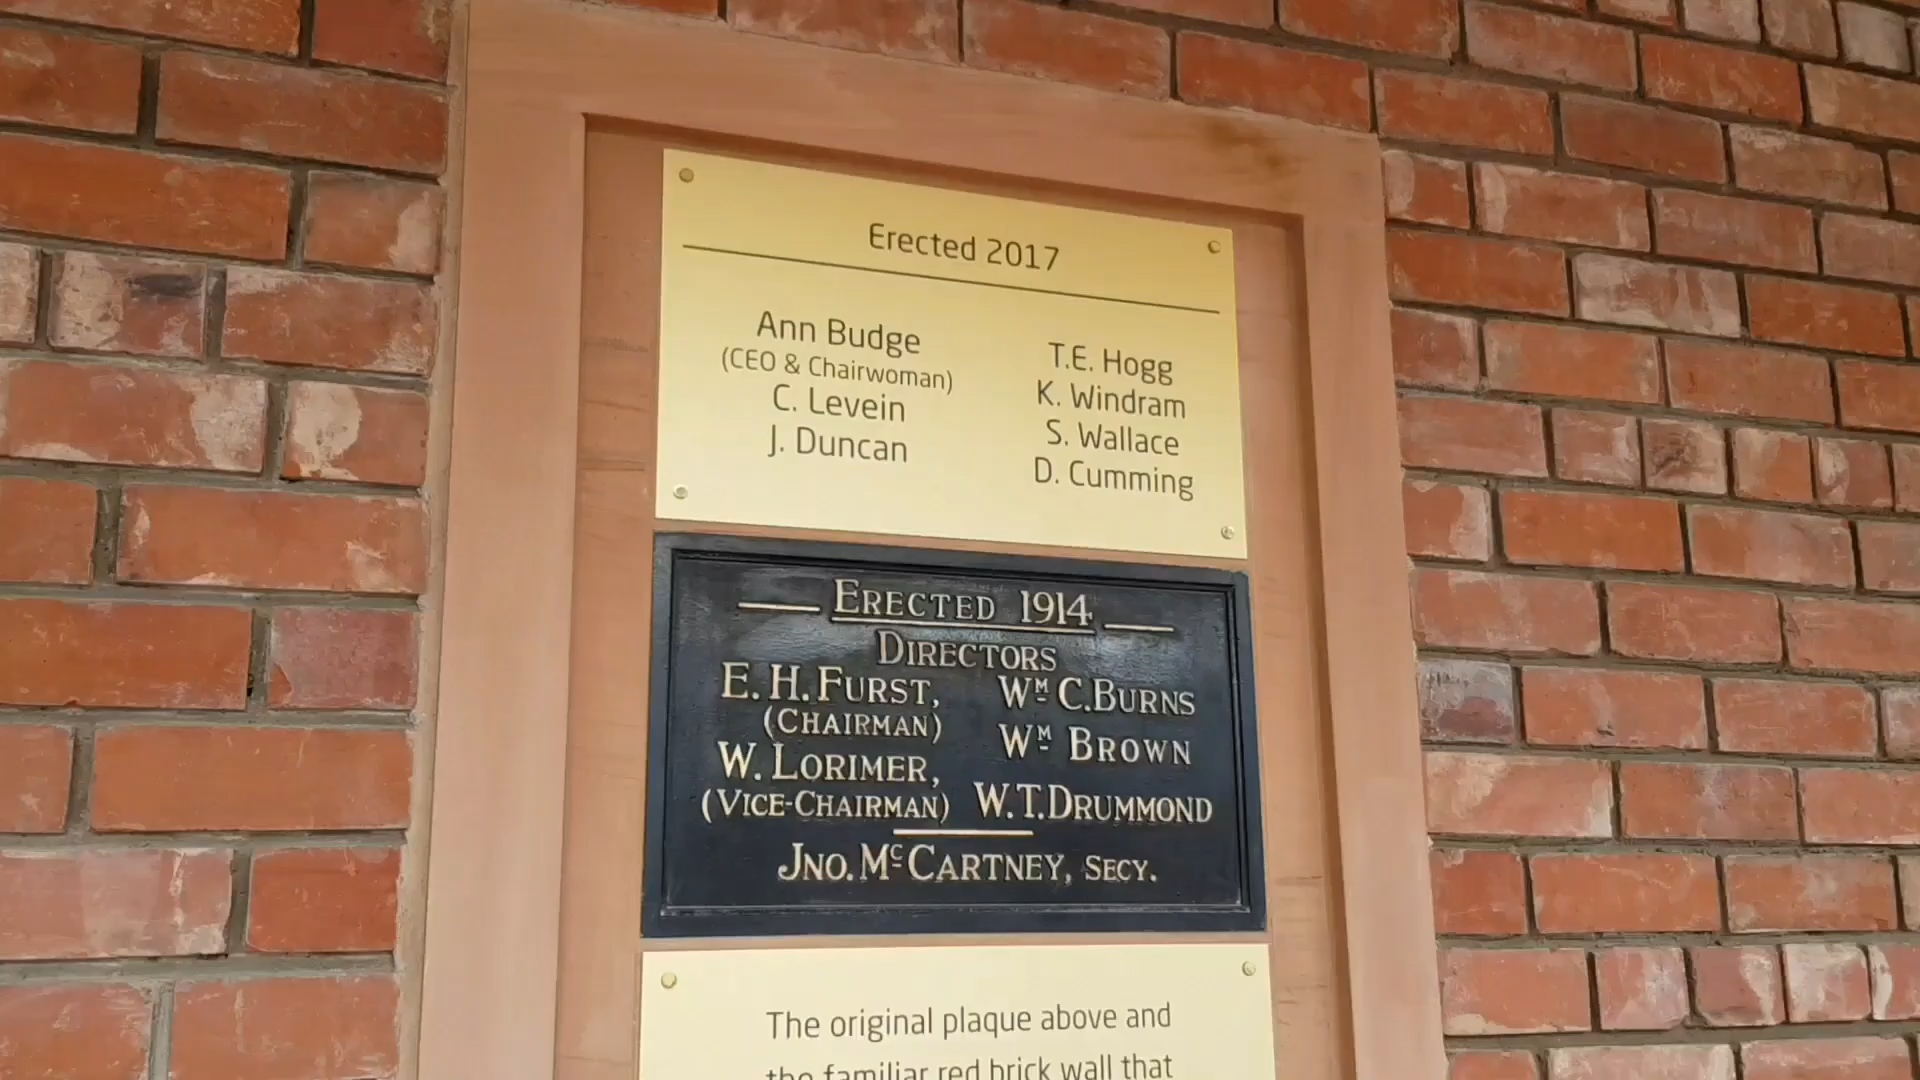 Erected 2017
Ann Budge
(CEO & Chairwoman)
C. Levein
J. Duncan
T.E. Hogg
K. Windram
S. Wallace
D. Cumming
ERECTED 1914
DIRECTORS
E. H. FURST,
(CHAIRMAN)
W. LORIMER,
(VICE-CHAIRMAN)
WM C. BURNS
WM BROWN
W. T. DRUMMOND
JNO. MCCARTNEY, SECY.
The original plaque above and
the familiar red brick wall that